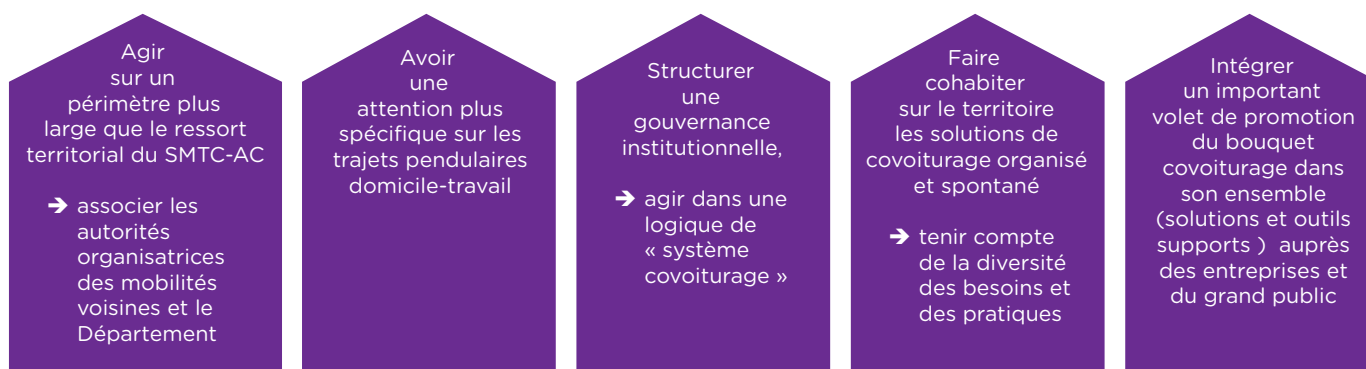 Agir
sur un
périmètre plus
large que le ressort
territorial du SMTC-AC
➔ associer les
autorités
organisatrices
des mobilités
voisines et le
Département
Avoir
une
attention plus
spécifique sur les
trajets pendulaires
domicile-travail
Structurer
une
gouvernance
institutionnelle,
➔ agir dans une
logique de
« système
covoiturage »
Faire
cohabiter
sur le territoire
les solutions de
covoiturage organisé
et spontané
➔ tenir compte
de la diversité
des besoins et
des pratiques
Intégrer
un important
volet de promotion
du bouquet
covoiturage dans
son ensemble
(solutions et outils
supports ) auprès
des entreprises et
du grand public